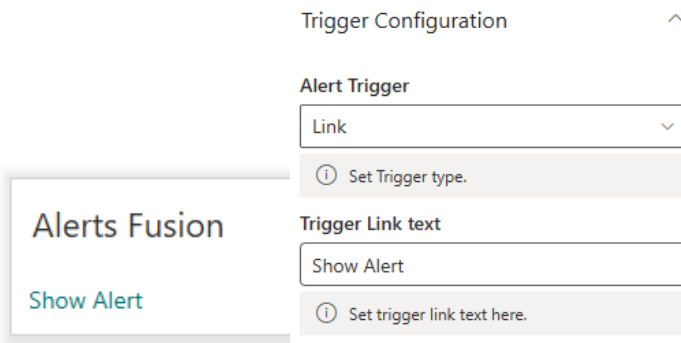 Trigger Configuration
Alert Trigger
Link
Set Trigger type.
Trigger Link text
Show Alert
Set trigger link text here.
Alerts Fusion
Show Alert